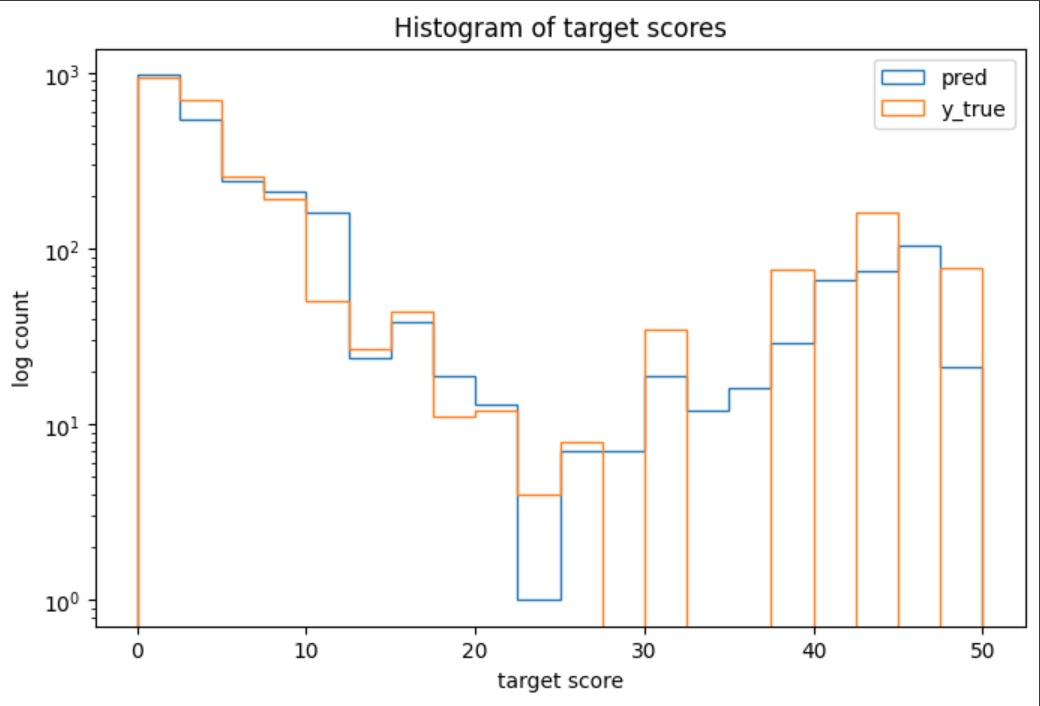 Histogram of target scores
pred
y_true
10³
10²
10¹
10⁰
log count
0 10 20 30 40 50
target score